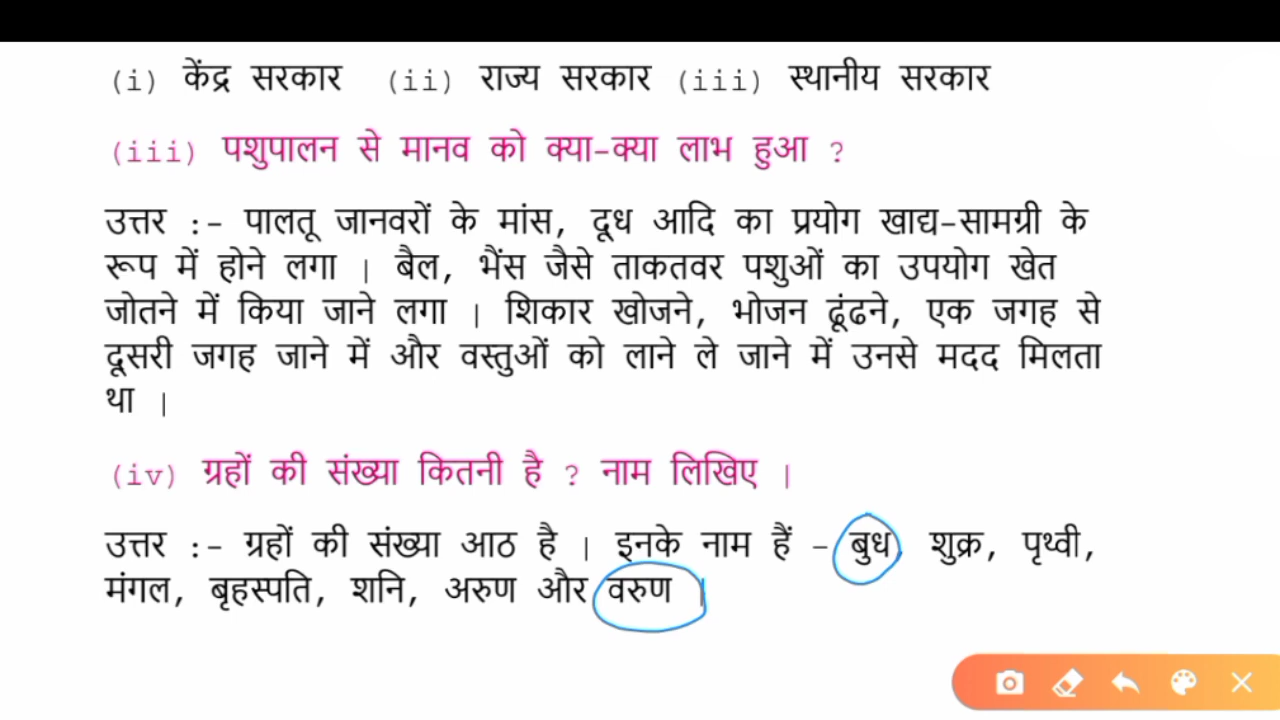 (i) केंद्र सरकार (ii) राज्य सरकार (iii) स्थानीय सरकार
(iii) पशुपालन से मानव को क्या-क्या लाभ हुआ ?
उत्तर :- पालतू जानवरों के मांस, दूध आदि का प्रयोग खाद्य-सामग्री के
रूप में होने लगा | बैल, भैंस जैसे ताकतवर पशुओं का उपयोग खेत
जोतने में किया जाने लगा | शिकार खोजने, भोजन ढूंढने, एक जगह से
दूसरी जगह जाने में और वस्तुओं को लाने ले जाने में उनसे मदद मिलता
था |
(iv) ग्रहों की संख्या कितनी है ? नाम लिखिए |
उत्तर :- ग्रहों की संख्या आठ है | इनके नाम हैं - बुध, शुक्र, पृथ्वी,
मंगल, बृहस्पति, शनि, अरुण और वरुण |